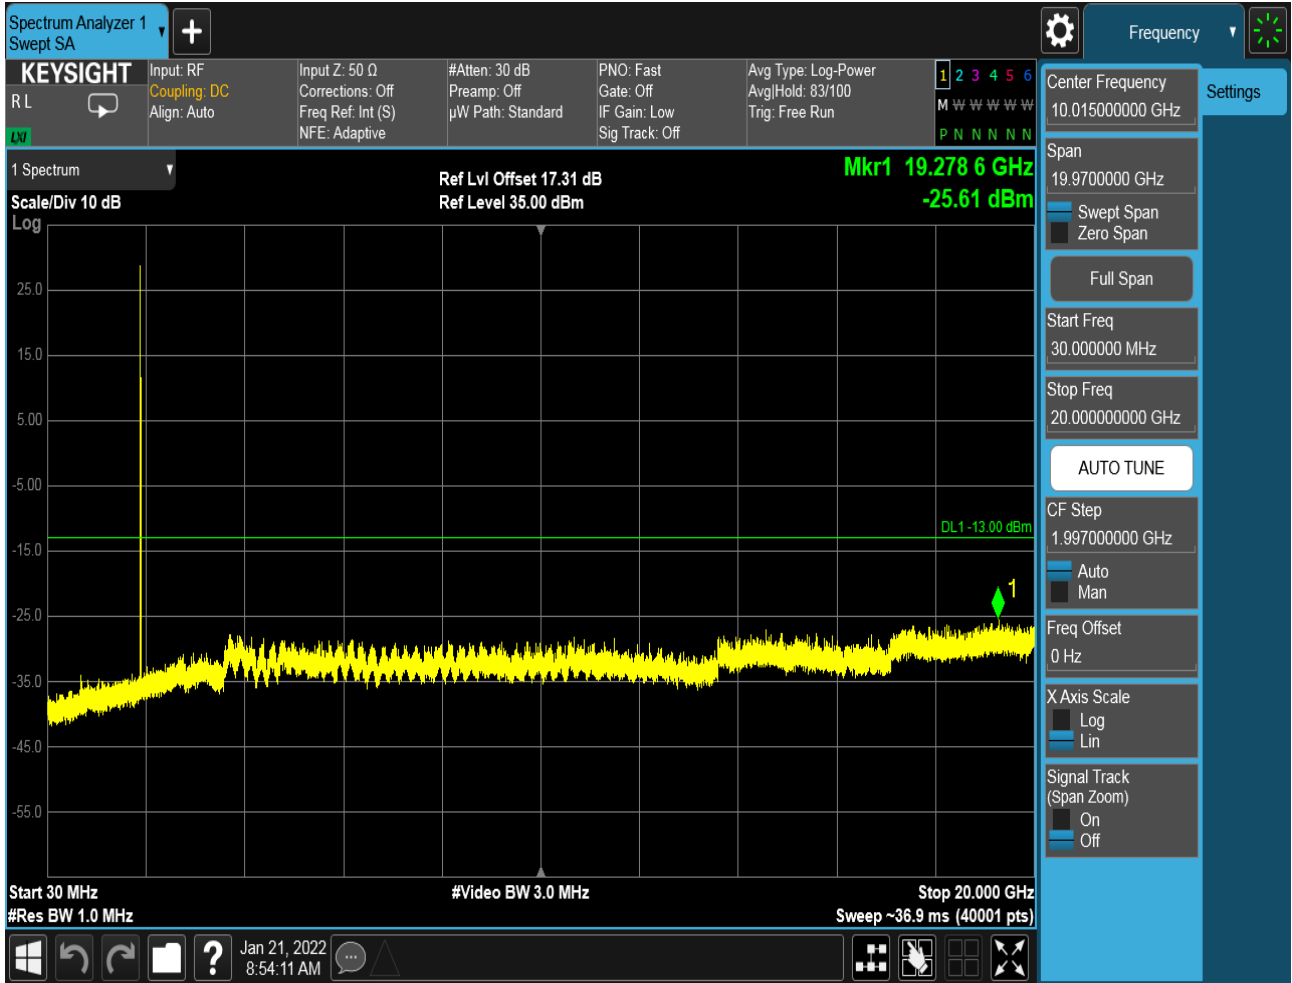 Spectrum Analyzer 1
Swept SA
+
Frequency
KEYSIGHT
R L
LXI
Input: RF
Coupling: DC
Align: Auto
Input Z: 50 Ω
Corrections: Off
Freq Ref: Int (S)
NFE: Adaptive
#Atten: 30 dB
Preamp: Off
µW Path: Standard
PNO: Fast
Gate: Off
IF Gain: Low
Sig Track: Off
Avg Type: Log-Power
Avg|Hold: 83/100
Trig: Free Run
1 2 3 4 5 6
M W W W W W
P N N N N N
1 Spectrum
Scale/Div 10 dB
Log
Ref Lvl Offset 17.31 dB
Ref Level 35.00 dBm
Mkr1 19.278 6 GHz
-25.61 dBm
25.0
15.0
5.00
-5.00
-15.0
-25.0
-35.0
-45.0
-55.0
DL1 -13.00 dBm
1
Start 30 MHz
#Res BW 1.0 MHz
#Video BW 3.0 MHz
Stop 20.000 GHz
Sweep ~36.9 ms (40001 pts)
Center Frequency
10.015000000 GHz
Settings
Span
19.9700000 GHz
Swept Span
Zero Span
Full Span
Start Freq
30.000000 MHz
Stop Freq
20.000000000 GHz
AUTO TUNE
CF Step
1.997000000 GHz
Auto
Man
Freq Offset
0 Hz
X Axis Scale
Log
Lin
Signal Track
(Span Zoom)
On
Off
?
Jan 21, 2022
8:54:11 AM